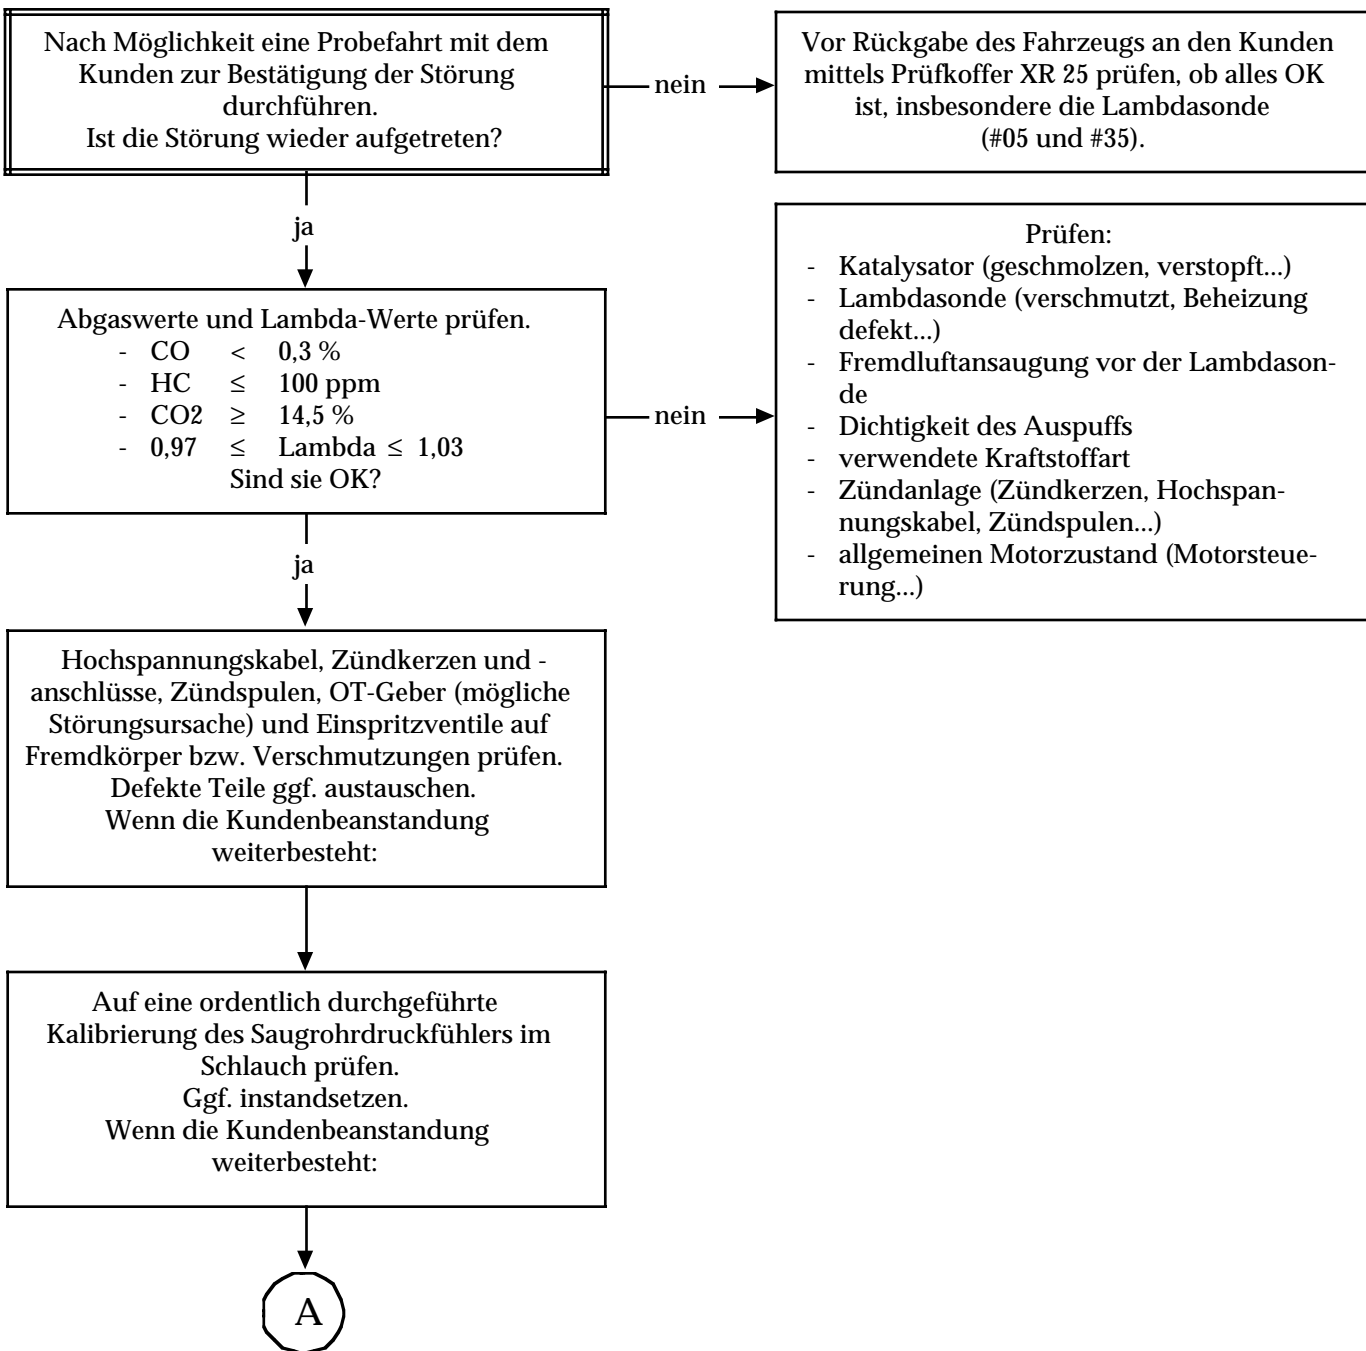 Nach Möglichkeit eine Probefahrt mit dem
Kunden zur Bestätigung der Störung
durchführen.
Ist die Störung wieder aufgetreten?
nein
Vor Rückgabe des Fahrzeugs an den Kunden
mittels Prüfkoffer XR 25 prüfen, ob alles OK
ist, insbesondere die Lambdasonde
(#05 und #35).
ja
Abgaswerte und Lambda-Werte prüfen.
- CO < 0,3 %
- HC ≤ 100 ppm
- CO2 ≥ 14,5 %
- 0,97 ≤ Lambda ≤ 1,03
Sind sie OK?
nein
Prüfen:
- Katalysator (geschmolzen, verstopft...)
- Lambdasonde (verschmutzt, Beheizung
defekt...)
- Fremdluftansaugung vor der Lambdason-
de
- Dichtigkeit des Auspuffs
- verwendete Kraftstoffart
- Zündanlage (Zündkerzen, Hochspan-
nungskabel, Zündspulen...)
- allgemeinen Motorzustand (Motorsteue-
rung...)
ja
Hochspannungskabel, Zündkerzen und -
anschlüsse, Zündspulen, OT-Geber (mögliche
Störungsursache) und Einspritzventile auf
Fremdkörper bzw. Verschmutzungen prüfen.
Defekte Teile ggf. austauschen.
Wenn die Kundenbeanstandung
weiterbesteht:
Auf eine ordentlich durchgeführte
Kalibrierung des Saugrohrdruckfühlers im
Schlauch prüfen.
Ggf. instandsetzen.
Wenn die Kundenbeanstandung
weiterbesteht:
A